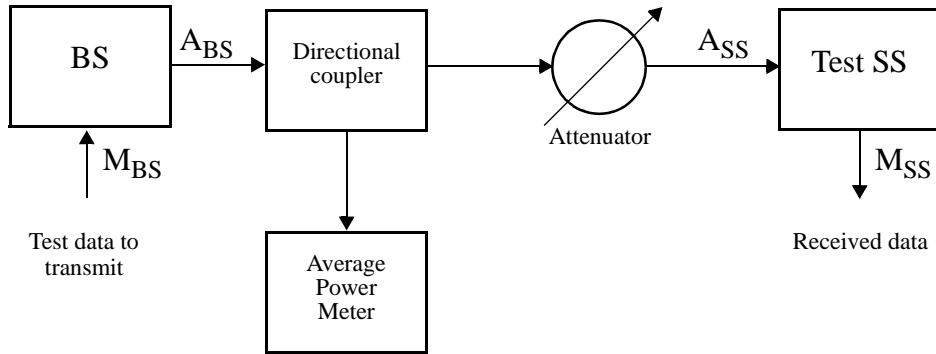 BS
A_BS
Directional
coupler
A_SS
Test SS
Attenuator
M_BS
M_SS
Test data to
transmit
Received data
Average
Power
Meter